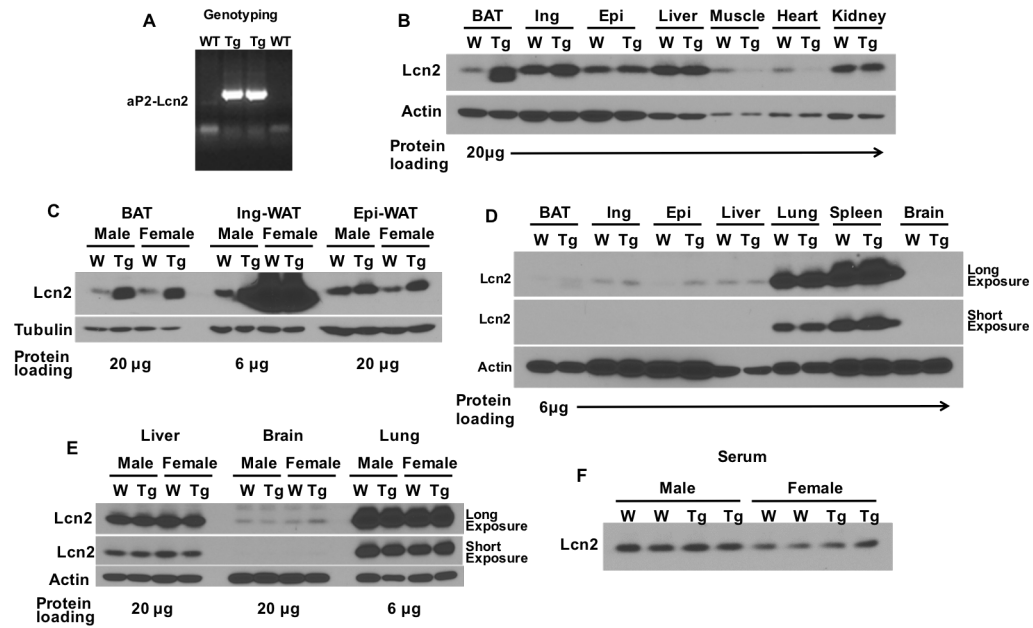 A
Genotyping
WT Tg Tg WT
aP2-Lcn2
B
BAT Ing Epi Liver Muscle Heart Kidney
W Tg W Tg W Tg W Tg W Tg W Tg W Tg
Lcn2
Actin
Protein
loading
20μg
C
BAT Ing-WAT Epi-WAT
Male Female Male Female Male Female
W Tg W Tg W Tg W Tg W Tg W Tg
Lcn2
Tubulin
Protein
loading
20 μg 6 μg 20 μg
D
BAT Ing Epi Liver Lung Spleen Brain
W Tg W Tg W Tg W Tg W Tg W Tg W Tg
Lcn2
Long
Exposure
Lcn2
Short
Exposure
Actin
Protein
loading
6μg
E
Liver Brain Lung
Male Female Male Female Male Female
W Tg W Tg W Tg W Tg W Tg W Tg
Lcn2
Long
Exposure
Lcn2
Short
Exposure
Actin
Protein
loading
20 μg 20 μg 6 μg
F
Serum
Male Female
W W Tg Tg W W Tg Tg
Lcn2